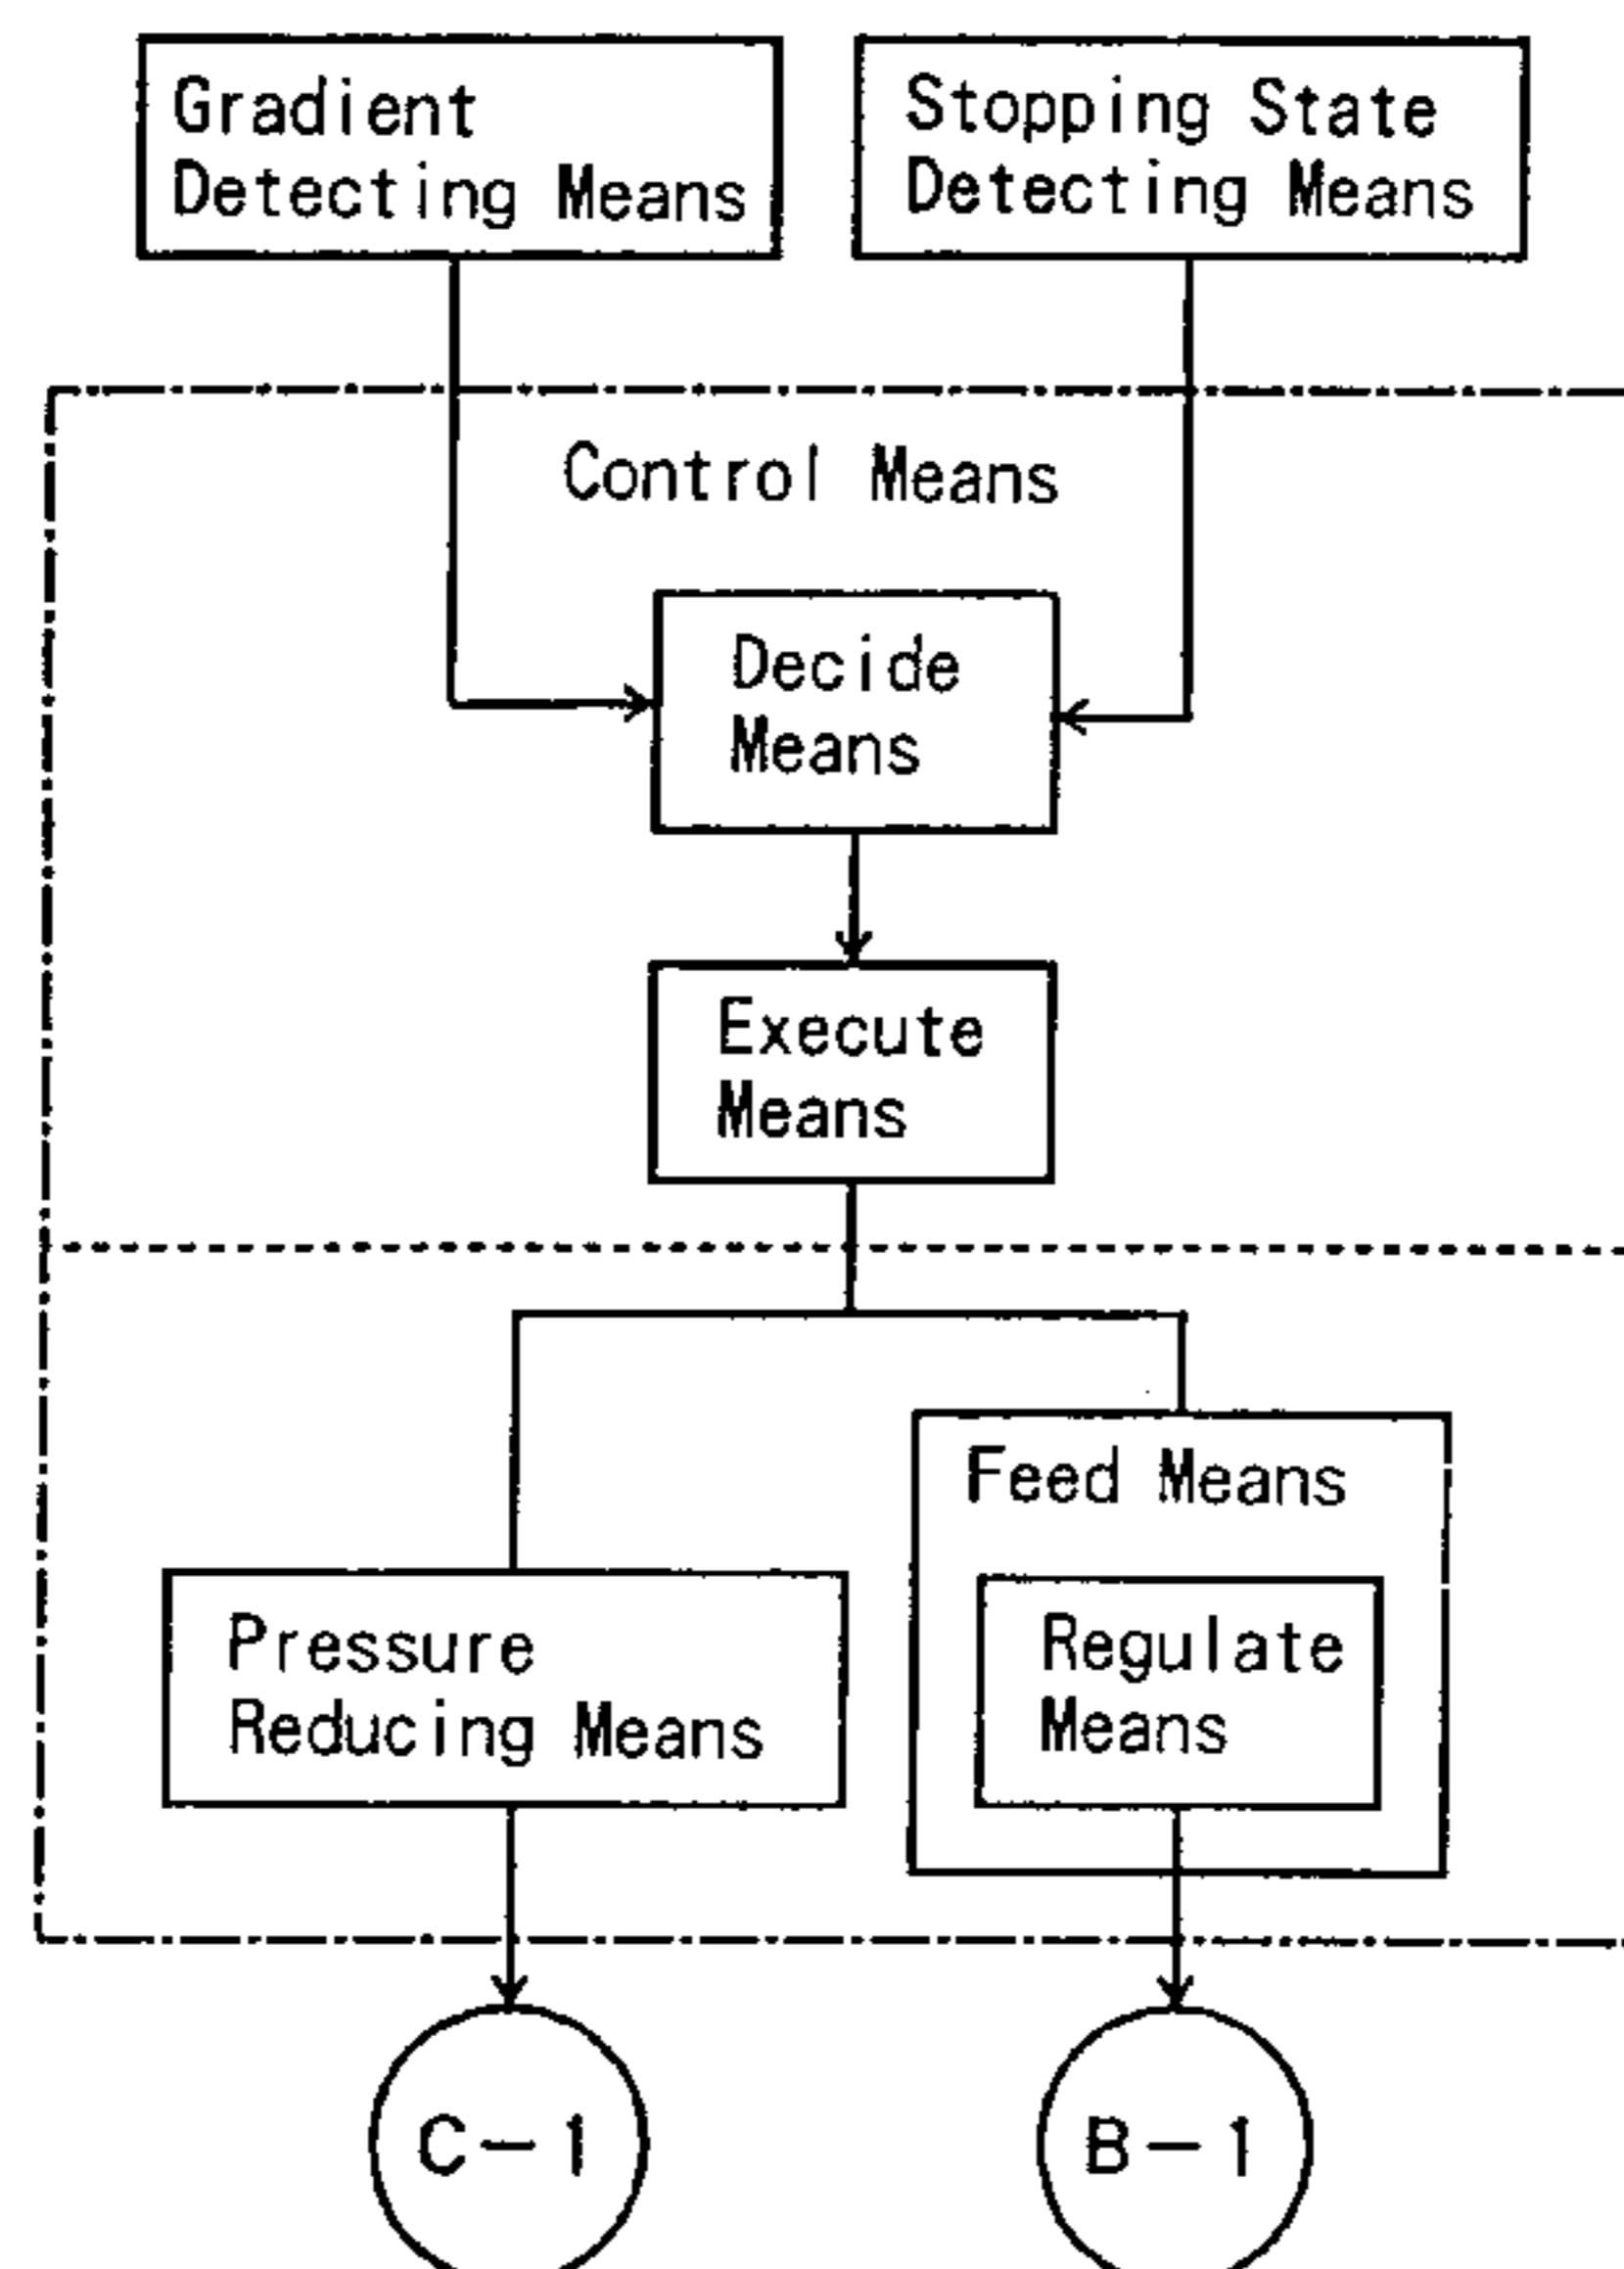 Gradient
Detecting Means
Stopping State
Detecting Means
Control Means
Decide
Means
Execute
Means
Feed Means
Pressure
Reducing Means
Regulate
Means
C-1
B-1